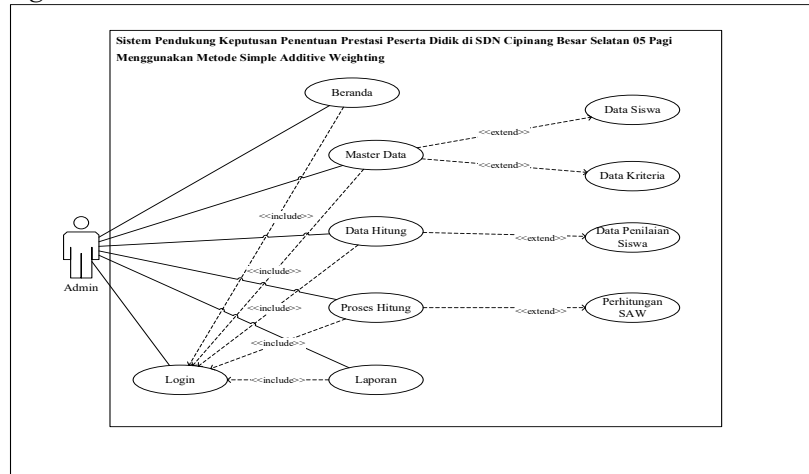 Sistem Pendukung Keputusan Penentuan Prestasi Peserta Didik di SDN Cipinang Besar Selatan 05 Pagi
Menggunakan Metode Simple Additive Weighting
Beranda
Data Siswa
<<extend>>
Master Data
<<extend>>
Data Kriteria
<<include>>
Data Hitung
<<extend>>
Data Penilaian
Siswa
Admin
<<include>>
<<include>>
Proses Hitung
<<extend>>
Perhitungan
SAW
<<include>>
Login
<<include>>
Laporan